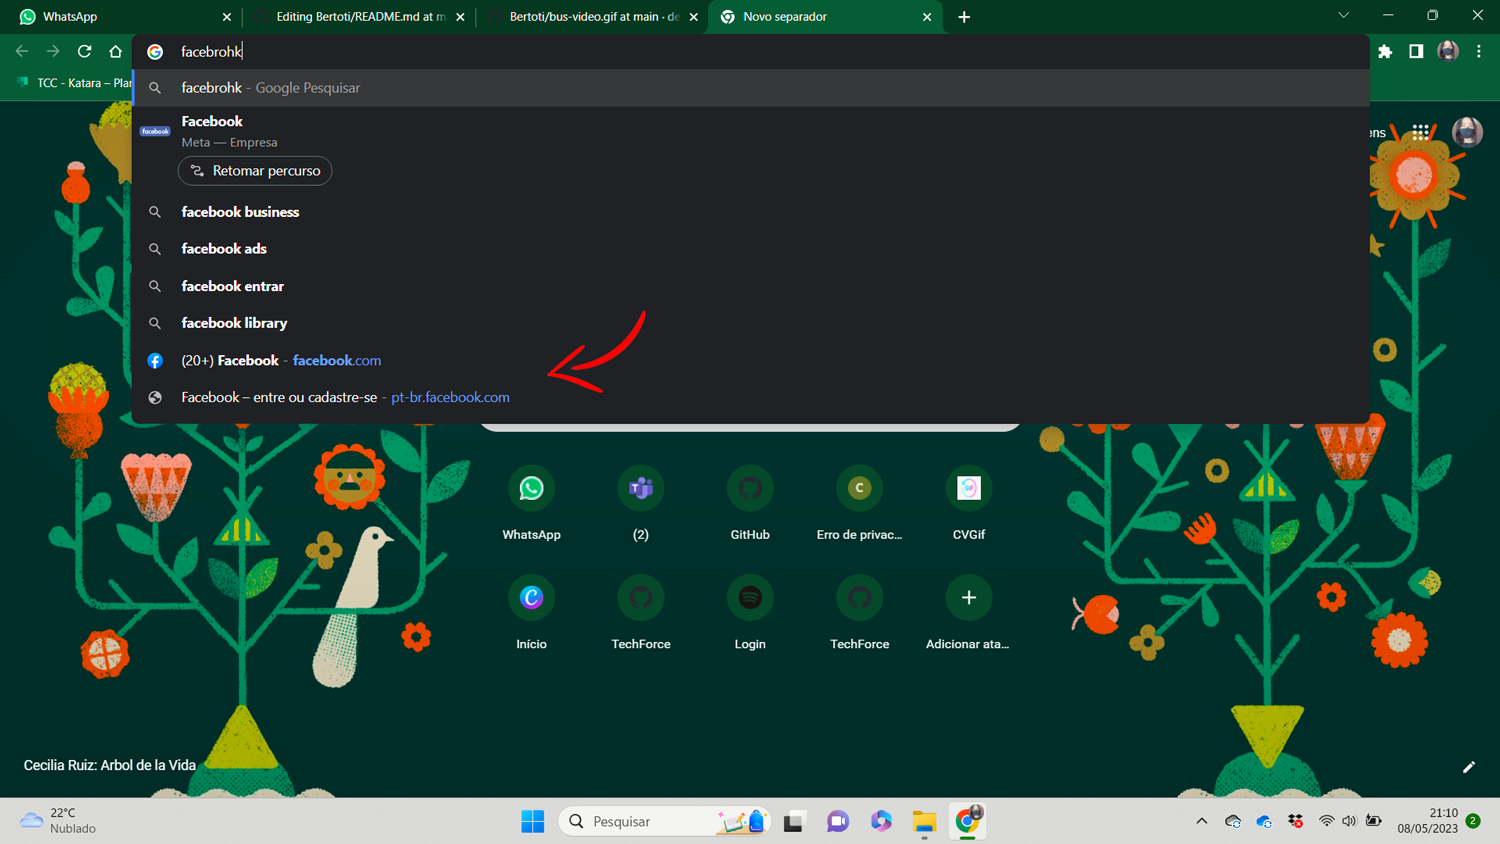 WhatsApp
Editing Bertoti/README.md at m
Bertoti/bus-video.gif at main · de
Novo separador
facebrohk
TCC - Katara – Plan
facebrohk - Google Pesquisar
facebook
Facebook
Meta — Empresa
Retomar percurso
facebook business
facebook ads
facebook entrar
facebook library
(20+) Facebook - facebook.com
Facebook – entre ou cadastre-se - pt-br.facebook.com
ens
WhatsApp
(2)
GitHub
C
Erro de privac...
CVGif
Início
TechForce
Login
TechForce
Adicionar ata...
Cecilia Ruiz: Arbol de la Vida
22°C
Nublado
Pesquisar
21:10
08/05/2023
2